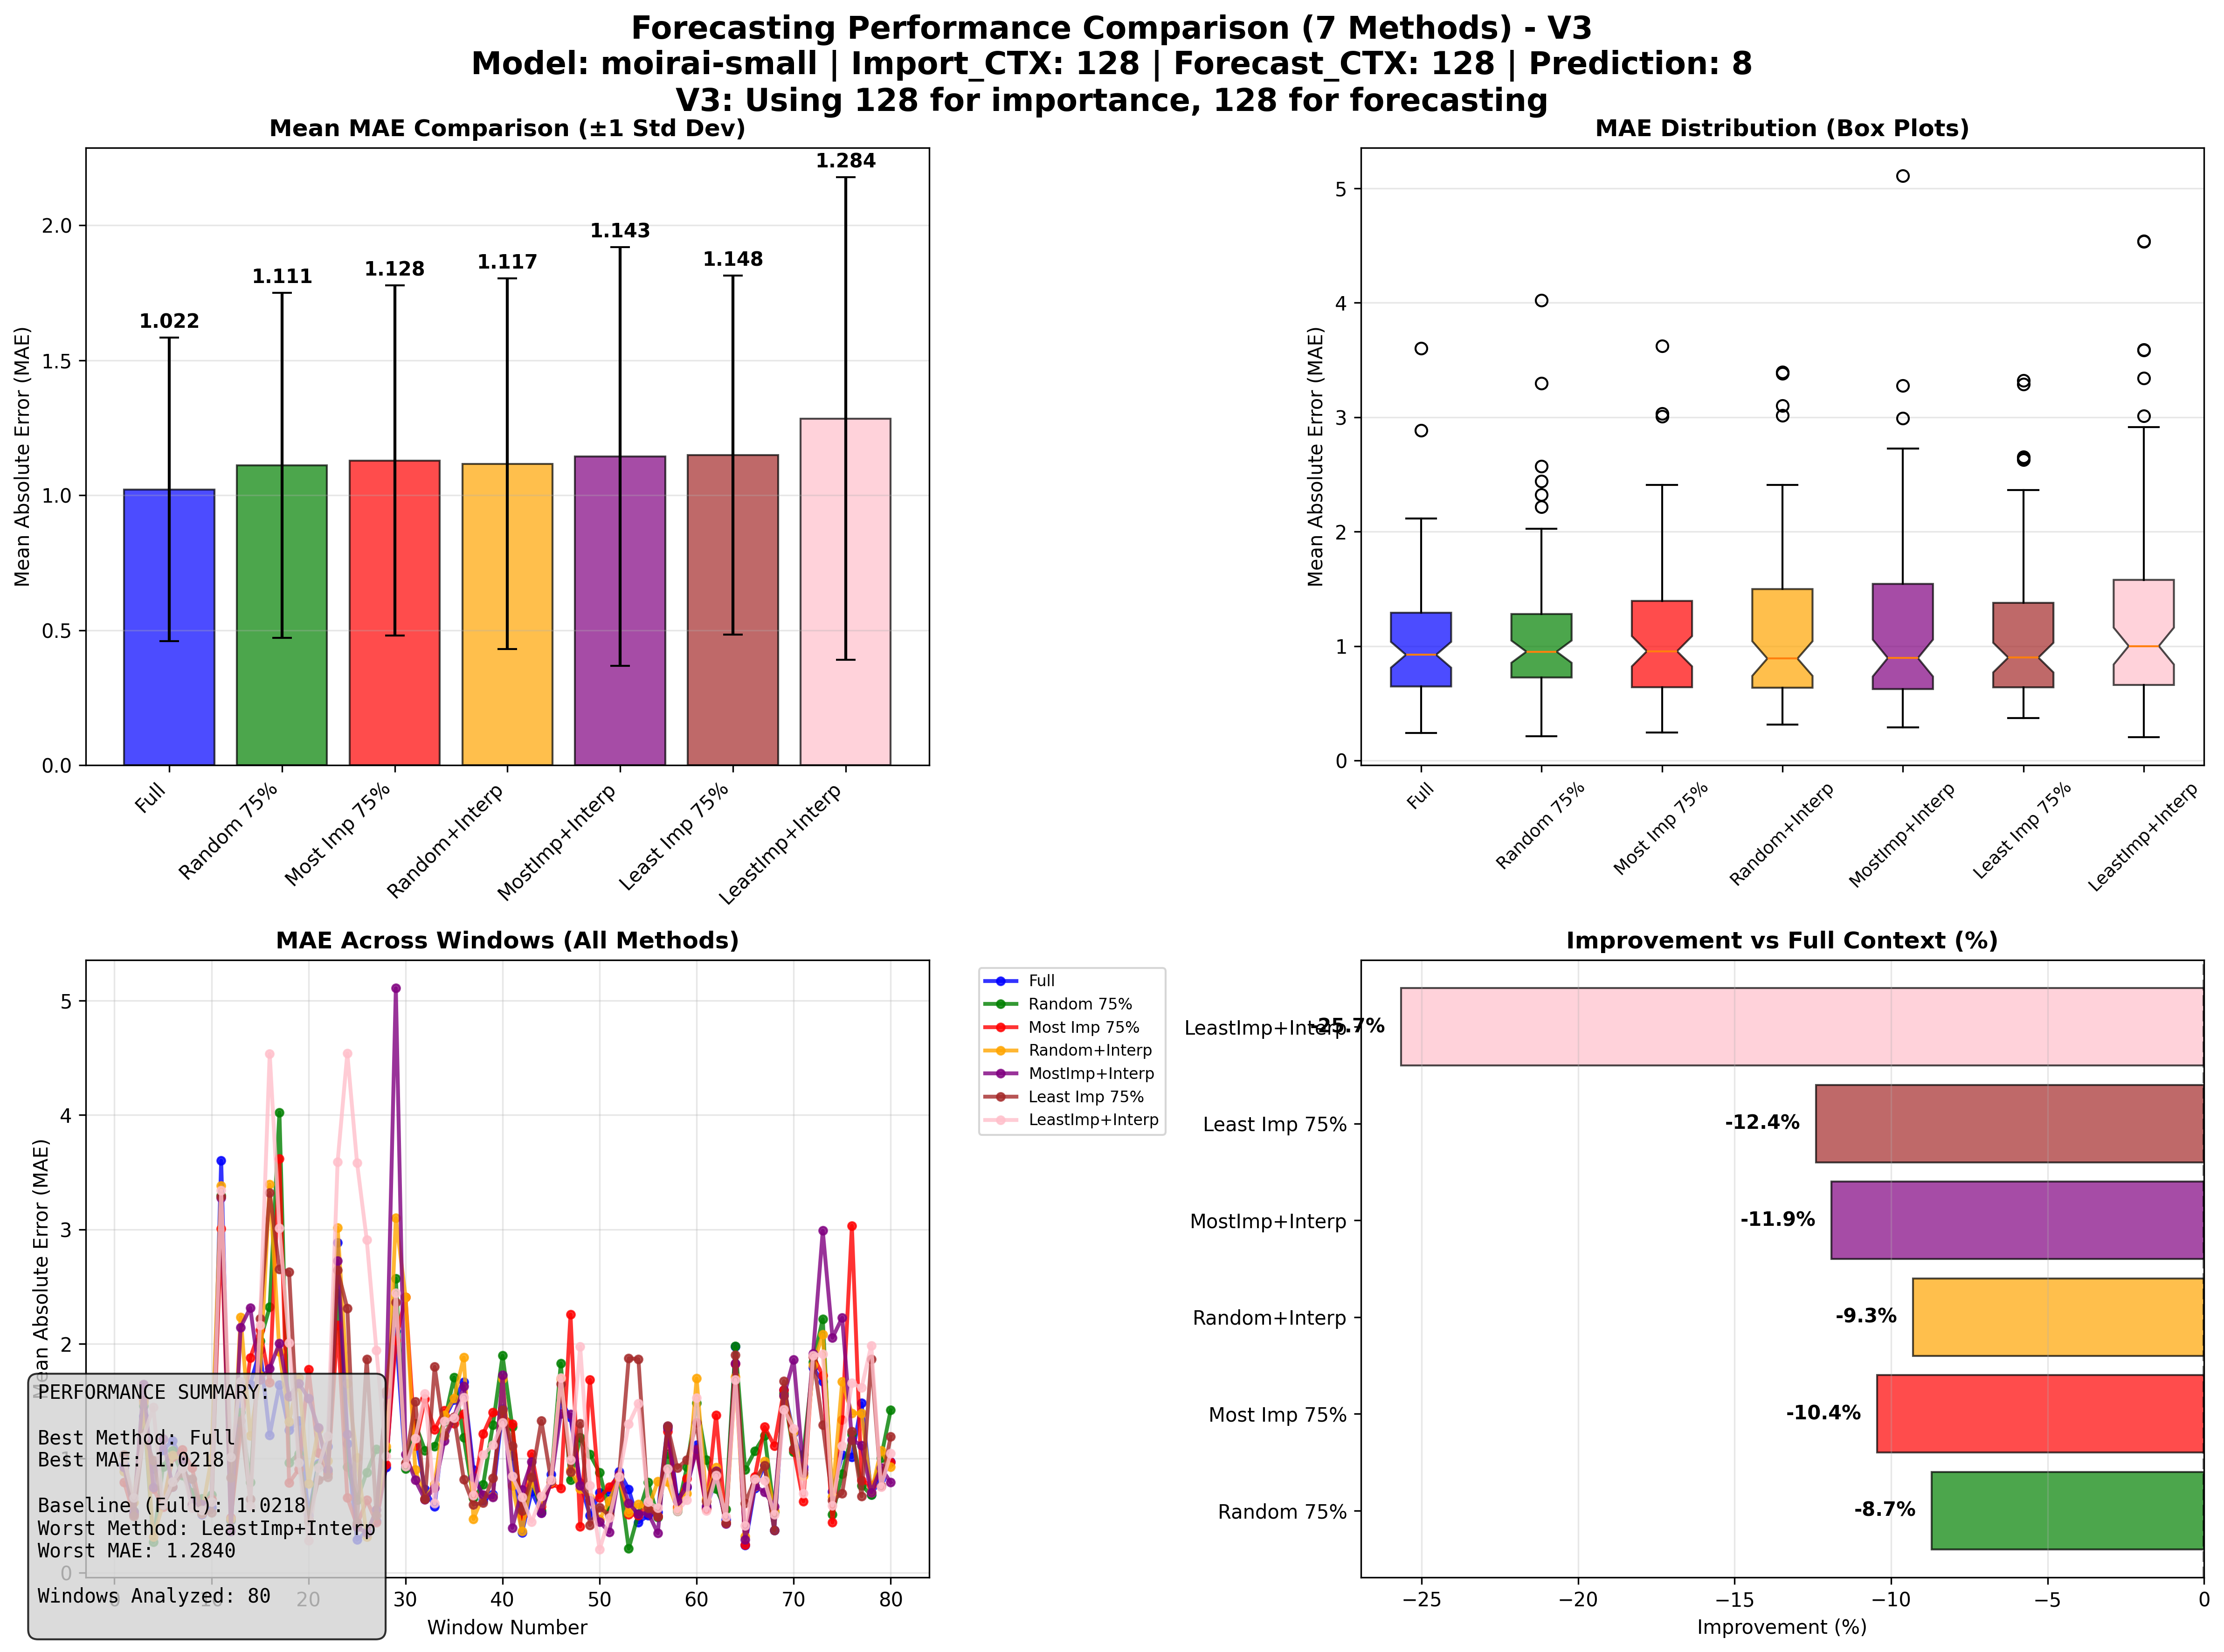 Forecasting Performance Comparison (7 Methods) - V3
Model: moirai-small | Import_CTX: 128 | Forecast_CTX: 128 | Prediction: 8
V3: Using 128 for importance, 128 for forecasting
Mean MAE Comparison (±1 Std Dev)
Mean Absolute Error (MAE)
2.0
1.5
1.0
0.5
0.0
1.022
1.111
1.128
1.117
1.143
1.148
1.284
Full
Random 75%
Most Imp 75%
Random+Interp
MostImp+Interp
Least Imp 75%
LeastImp+Interp
MAE Distribution (Box Plots)
Mean Absolute Error (MAE)
5
4
3
2
1
0
Full
Random 75%
Most Imp 75%
Random+Interp
MostImp+Interp
Least Imp 75%
LeastImp+Interp
MAE Across Windows (All Methods)
Mean Absolute Error (MAE)
5
4
3
2
1
0
0
10
20
30
40
50
60
70
80
Window Number
Full
Random 75%
Most Imp 75%
Random+Interp
MostImp+Interp
Least Imp 75%
LeastImp+Interp
PERFORMANCE SUMMARY:
Best Method: Full
Best MAE: 1.0218
Baseline (Full): 1.0218
Worst Method: LeastImp+Interp
Worst MAE: 1.2840
Windows Analyzed: 80
Improvement vs Full Context (%)
LeastImp+Interp
-25.7%
Least Imp 75%
-12.4%
MostImp+Interp
-11.9%
Random+Interp
-9.3%
Most Imp 75%
-10.4%
Random 75%
-8.7%
−25
−20
−15
−10
−5
0
Improvement (%)